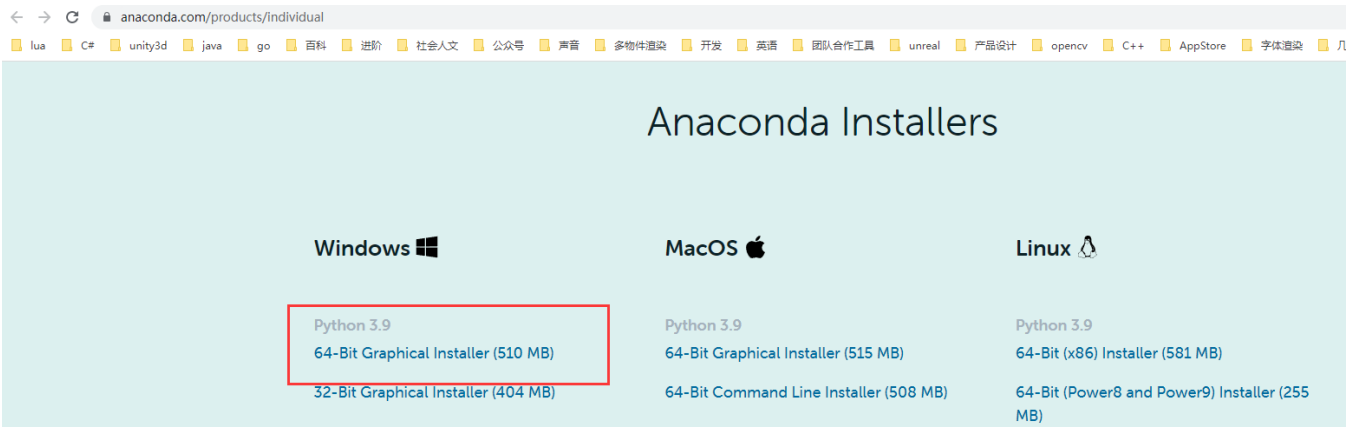 anaconda.com/products/individual
lua C# unity3d java go 百科 进阶 社会人文 公众号 声音 多物件渲染 开发 英语 团队合作工具 unreal 产品设计 opencv C++ AppStore 字体渲染
Anaconda Installers
Windows MacOS Linux
Python 3.9 Python 3.9 Python 3.9
64-Bit Graphical Installer (510 MB) 64-Bit Graphical Installer (515 MB) 64-Bit (x86) Installer (581 MB)
32-Bit Graphical Installer (404 MB) 64-Bit Command Line Installer (508 MB) 64-Bit (Power8 and Power9) Installer (255
MB)